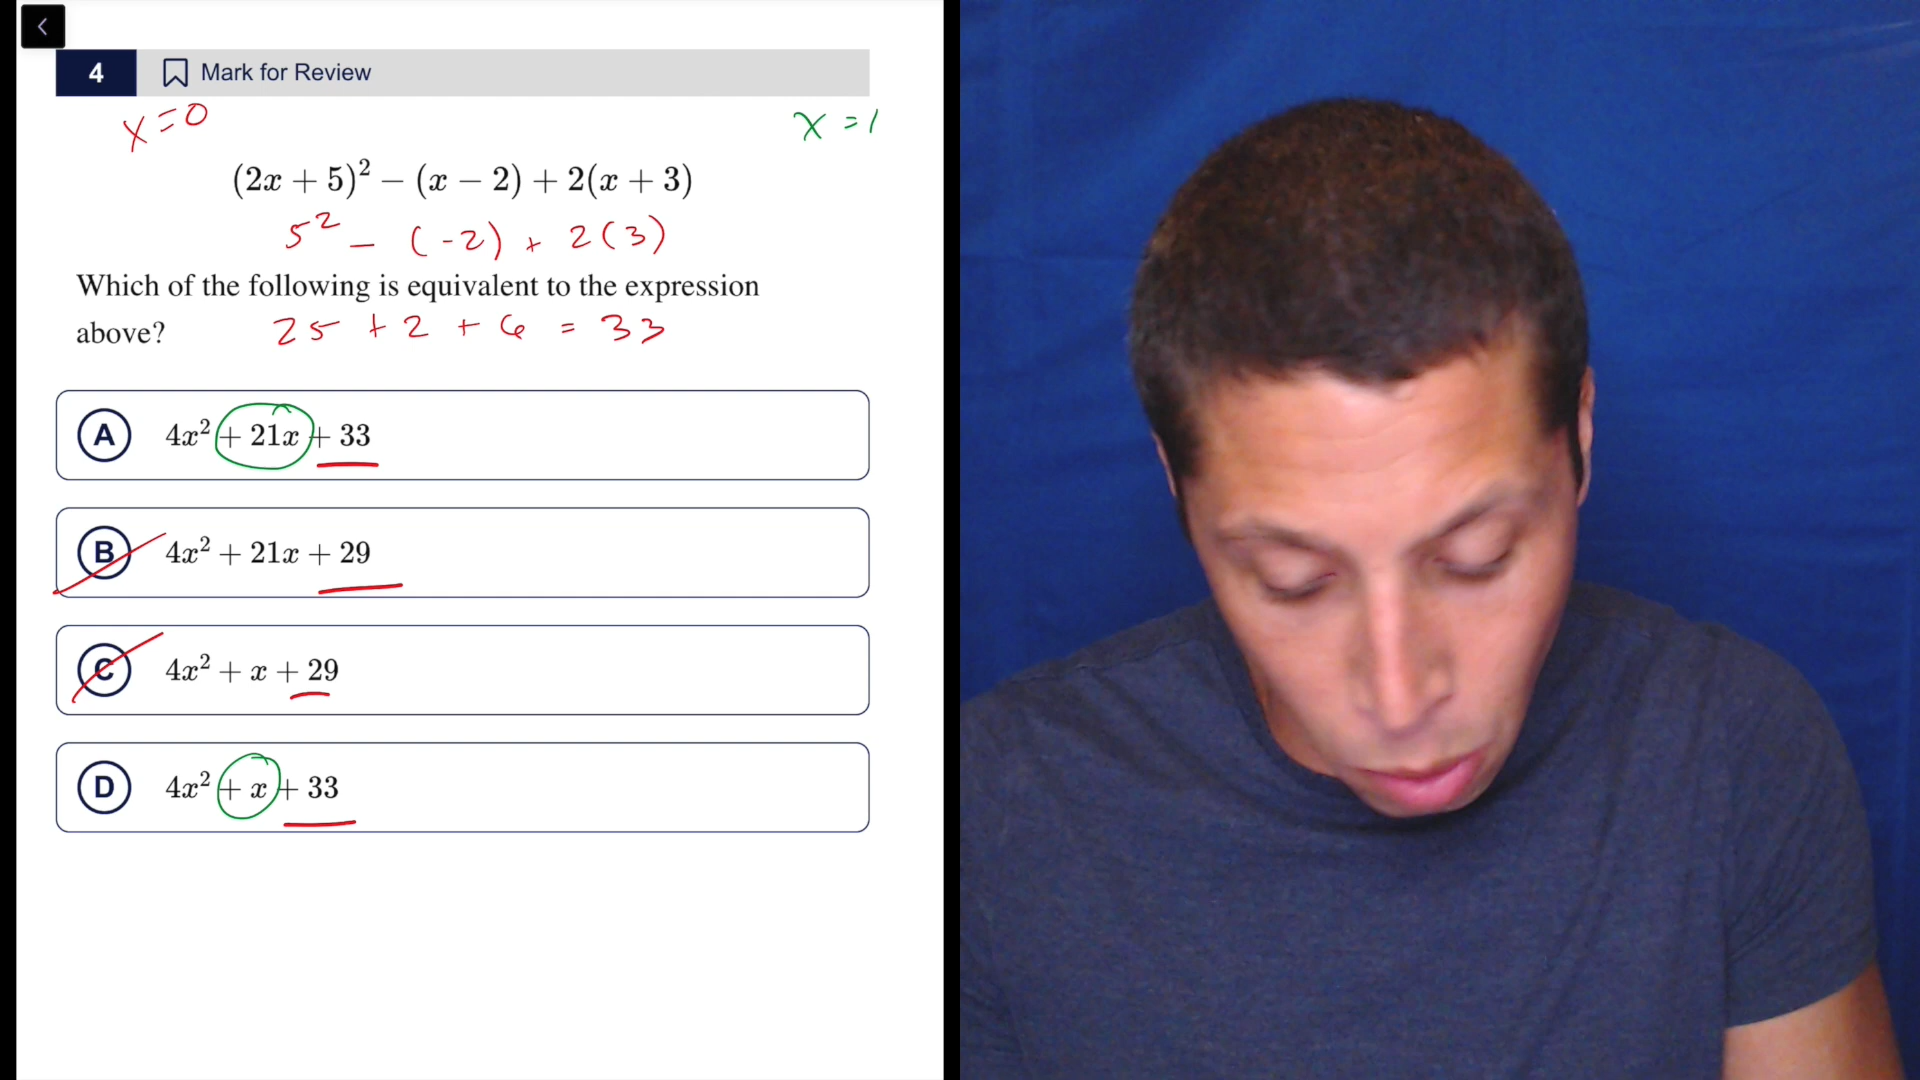 4 Mark for Review
x=0 x=1
(2x + 5)² − (x − 2) + 2(x + 3)
5² − (-2) + 2(3)
Which of the following is equivalent to the expression
above?
25 + 2 + 6 = 33
A 4x² + 21x + 33
B 4x² + 21x + 29
C 4x² + x + 29
D 4x² + x + 33